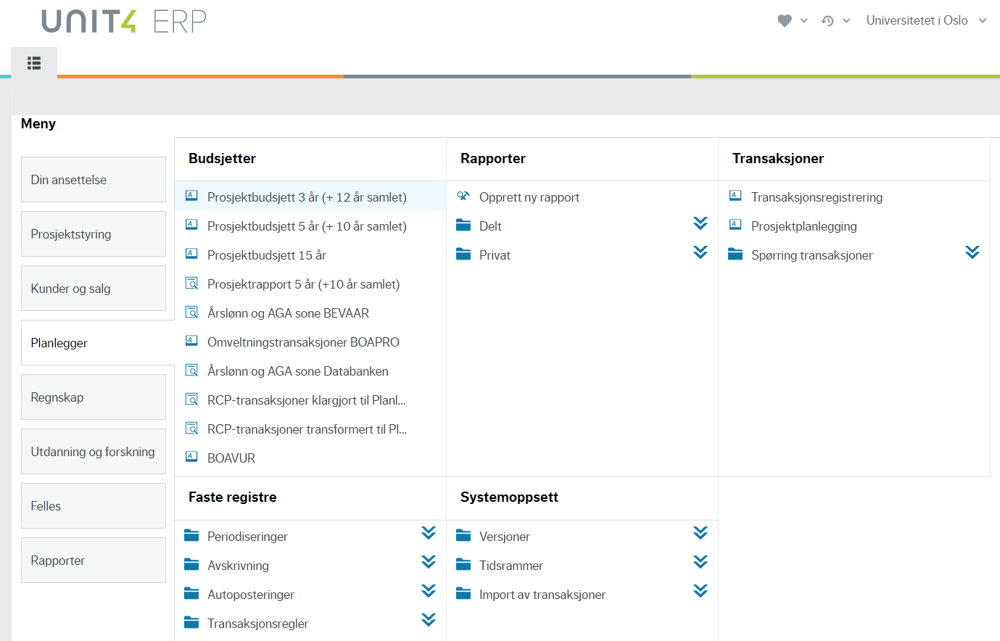 UNIT4 ERP
Universitetet i Oslo
Meny
Din ansettelse
Prosjektstyring
Kunder og salg
Planlegger
Regnskap
Utdanning og forskning
Felles
Rapporter
Budsjetter
Prosjektbudsjett 3 år (+ 12 år samlet)
Prosjektbudsjett 5 år (+ 10 år samlet)
Prosjektbudsjett 15 år
Prosjektrapport 5 år (+10 år samlet)
Årslønn og AGA sone BEVAAR
Omveltningstransaksjoner BOAPRO
Årslønn og AGA sone Databanken
RCP-transaksjoner klargjort til Planl...
RCP-tranaksjoner transformert til Pl...
BOAVUR
Rapporter
Opprett ny rapport
Delt
Privat
Transaksjoner
Transaksjonsregistrering
Prosjektplanlegging
Spørring transaksjoner
Faste registre
Periodiseringer
Avskrivning
Autoposteringer
Transaksjonsregler
Systemoppsett
Versjoner
Tidsrammer
Import av transaksjoner